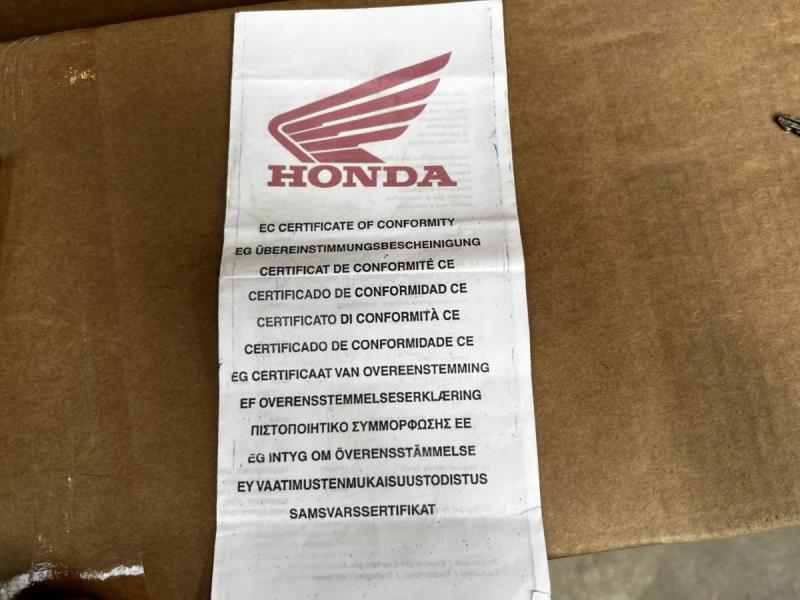 HONDA
EC CERTIFICATE OF CONFORMITY
EG ÜBEREINSTIMMUNGSBESCHEINIGUNG
CERTIFICAT DE CONFORMITÉ CE
CERTIFICADO DE CONFORMIDAD CE
CERTIFICATO DI CONFORMITÀ CE
CERTIFICADO DE CONFORMIDADE CE
EG CERTIFICAAT VAN OVEREENSTEMMING
EF OVERENSSTEMMELSESERKLÆRING
ΠΙΣΤΟΠΟΙΗΤΙΚΟ ΣΥΜΜΟΡΦΩΣΗΣ ΕΕ
EG INTYG OM ÖVERENSSTÄMMELSE
EY VAATIMUSTENMUKAISUUSTODISTUS
SAMSVARSSERTIFIKAT